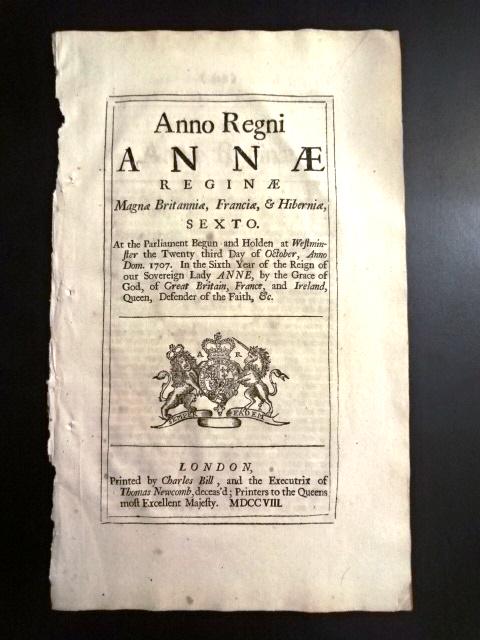 Anno Regni
ANNÆ
REGINÆ
Magnæ Britanniæ, Franciæ, & Hiberniæ,
SEXTO.
At the Parliament Begun and Holden at Weſtmin-
ſter the Twenty third Day of October, Anno
Dom. 1707. In the Sixth Year of the Reign of
our Sovereign Lady ANNE, by the Grace of
God, of Great Britain, France, and Ireland,
Queen, Defender of the Faith, &c.
A R
SEMPER EADEM
LONDON,
Printed by Charles Bill, and the Executrix of
Thomas Newcomb, deceas'd; Printers to the Queens
moſt Excellent Majeſty. MDCCVIII.